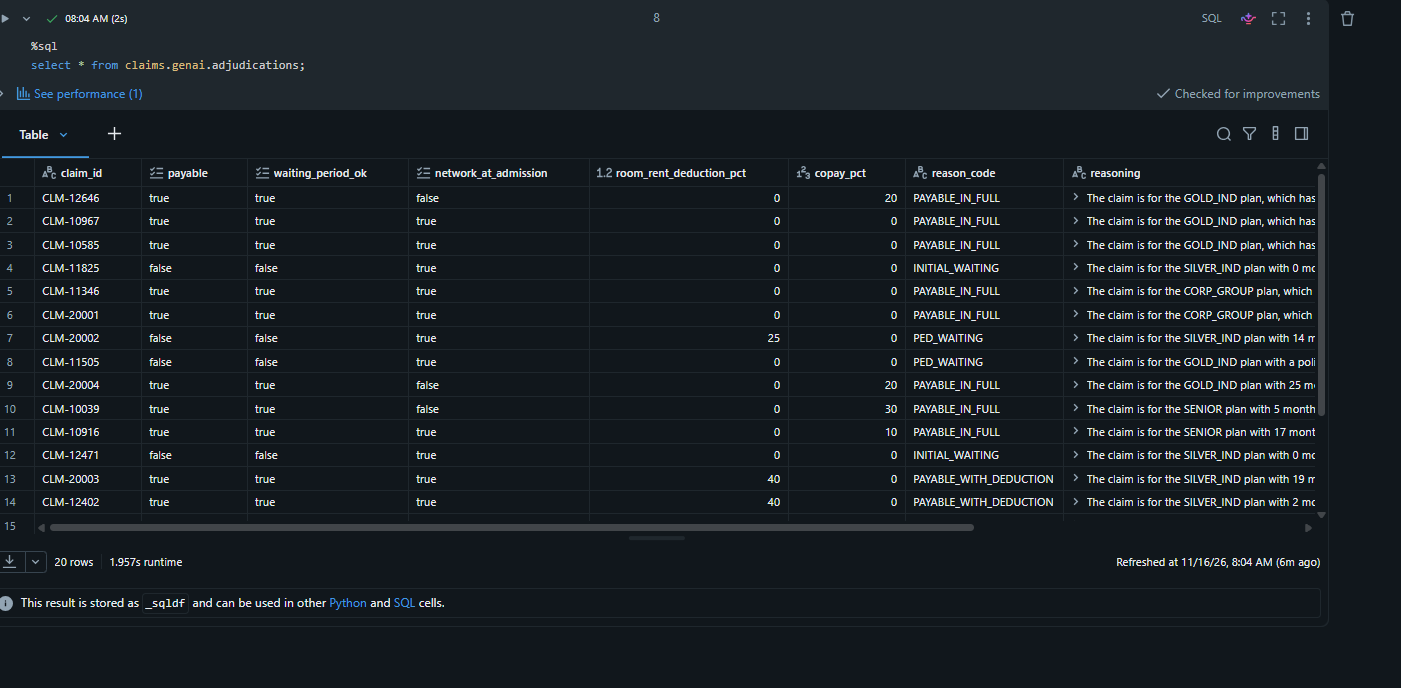 08:04 AM (2s)
8
SQL
%sql
select * from claims.genai.adjudications;
See performance (1)
Checked for improvements
Table
claim_id payable waiting_period_ok network_at_admission 1.2 room_rent_deduction_pct copay_pct reason_code reasoning
1 CLM-12646 true true false 0 20 PAYABLE_IN_FULL The claim is for the GOLD_IND plan, which has
2 CLM-10967 true true true 0 0 PAYABLE_IN_FULL The claim is for the GOLD_IND plan, which has
3 CLM-10585 true true true 0 0 PAYABLE_IN_FULL The claim is for the GOLD_IND plan, which has
4 CLM-11825 false false true 0 0 INITIAL_WAITING The claim is for the SILVER_IND plan with 0 mo
5 CLM-11346 true true true 0 0 PAYABLE_IN_FULL The claim is for the CORP_GROUP plan, which
6 CLM-20001 true true true 0 0 PAYABLE_IN_FULL The claim is for the CORP_GROUP plan, which
7 CLM-20002 false false true 25 0 PED_WAITING The claim is for the SILVER_IND plan with 14 m
8 CLM-11505 false false true 0 0 PED_WAITING The claim is for the GOLD_IND plan with a poli
9 CLM-20004 true true false 0 20 PAYABLE_IN_FULL The claim is for the GOLD_IND plan with 25 m
10 CLM-10039 true true false 0 30 PAYABLE_IN_FULL The claim is for the SENIOR plan with 5 month
11 CLM-10916 true true true 0 10 PAYABLE_IN_FULL The claim is for the SENIOR plan with 17 mont
12 CLM-12471 false false true 0 0 INITIAL_WAITING The claim is for the SILVER_IND plan with 0 mo
13 CLM-20003 true true true 40 0 PAYABLE_WITH_DEDUCTION The claim is for the SILVER_IND plan with 19 m
14 CLM-12402 true true true 40 0 PAYABLE_WITH_DEDUCTION The claim is for the SILVER_IND plan with 2 mo
15
20 rows 1.957s runtime
Refreshed at 11/16/26, 8:04 AM (6m ago)
This result is stored as _sqldf and can be used in other Python and SQL cells.